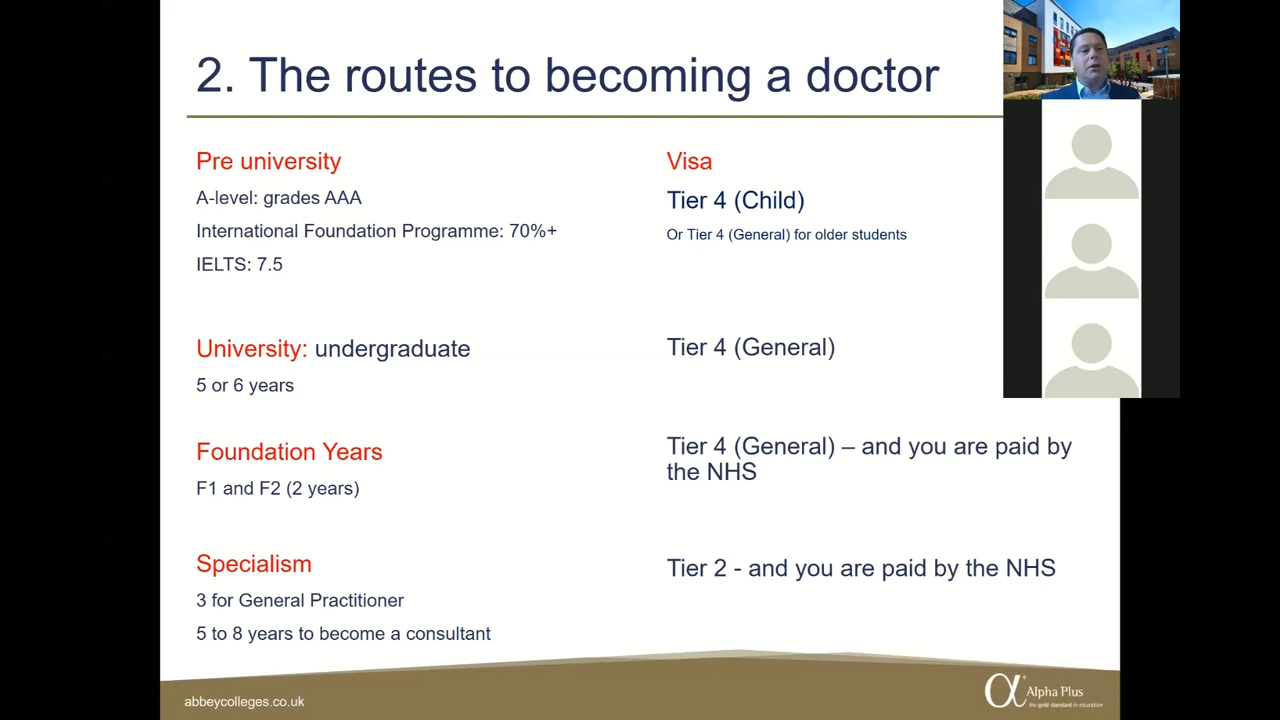 2. The routes to becoming a doctor
Pre university
A-level: grades AAA
International Foundation Programme: 70%+
IELTS: 7.5
Visa
Tier 4 (Child)
Or Tier 4 (General) for older students
University: undergraduate
5 or 6 years
Tier 4 (General)
Foundation Years
F1 and F2 (2 years)
Tier 4 (General) – and you are paid by
the NHS
Specialism
3 for General Practitioner
5 to 8 years to become a consultant
Tier 2 - and you are paid by the NHS
abbeycolleges.co.uk
α+ Alpha Plus
the gold standard in education